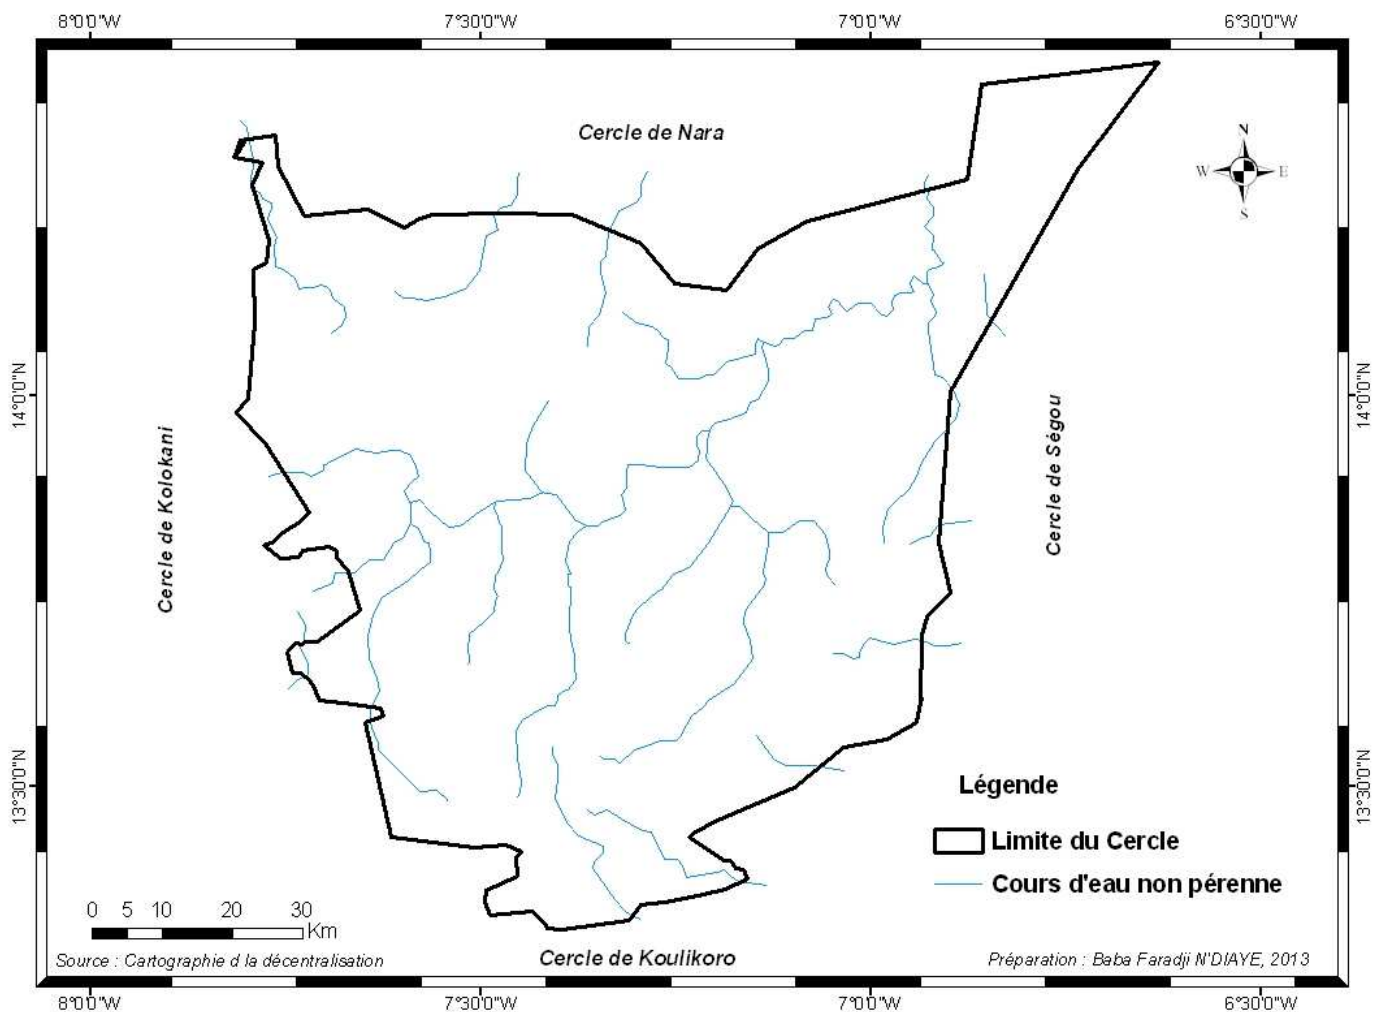 8°0'0"W 7°30'0"W 7°0'0"W 6°30'0"W
Cercle de Nara
N
W E
S
14°0'0"N
14°0'0"N
Cercle de Kolokani
Cercle de Ségou
13°30'0"N
13°30'0"N
Légende
Limite du Cercle
Cours d'eau non pérenne
0 5 10 20 30
Km
Source : Cartographie d la décentralisation
Cercle de Koulikoro
Préparation : Baba Faradji N'DIAYE, 2013
8°0'0"W 7°30'0"W 7°0'0"W 6°30'0"W